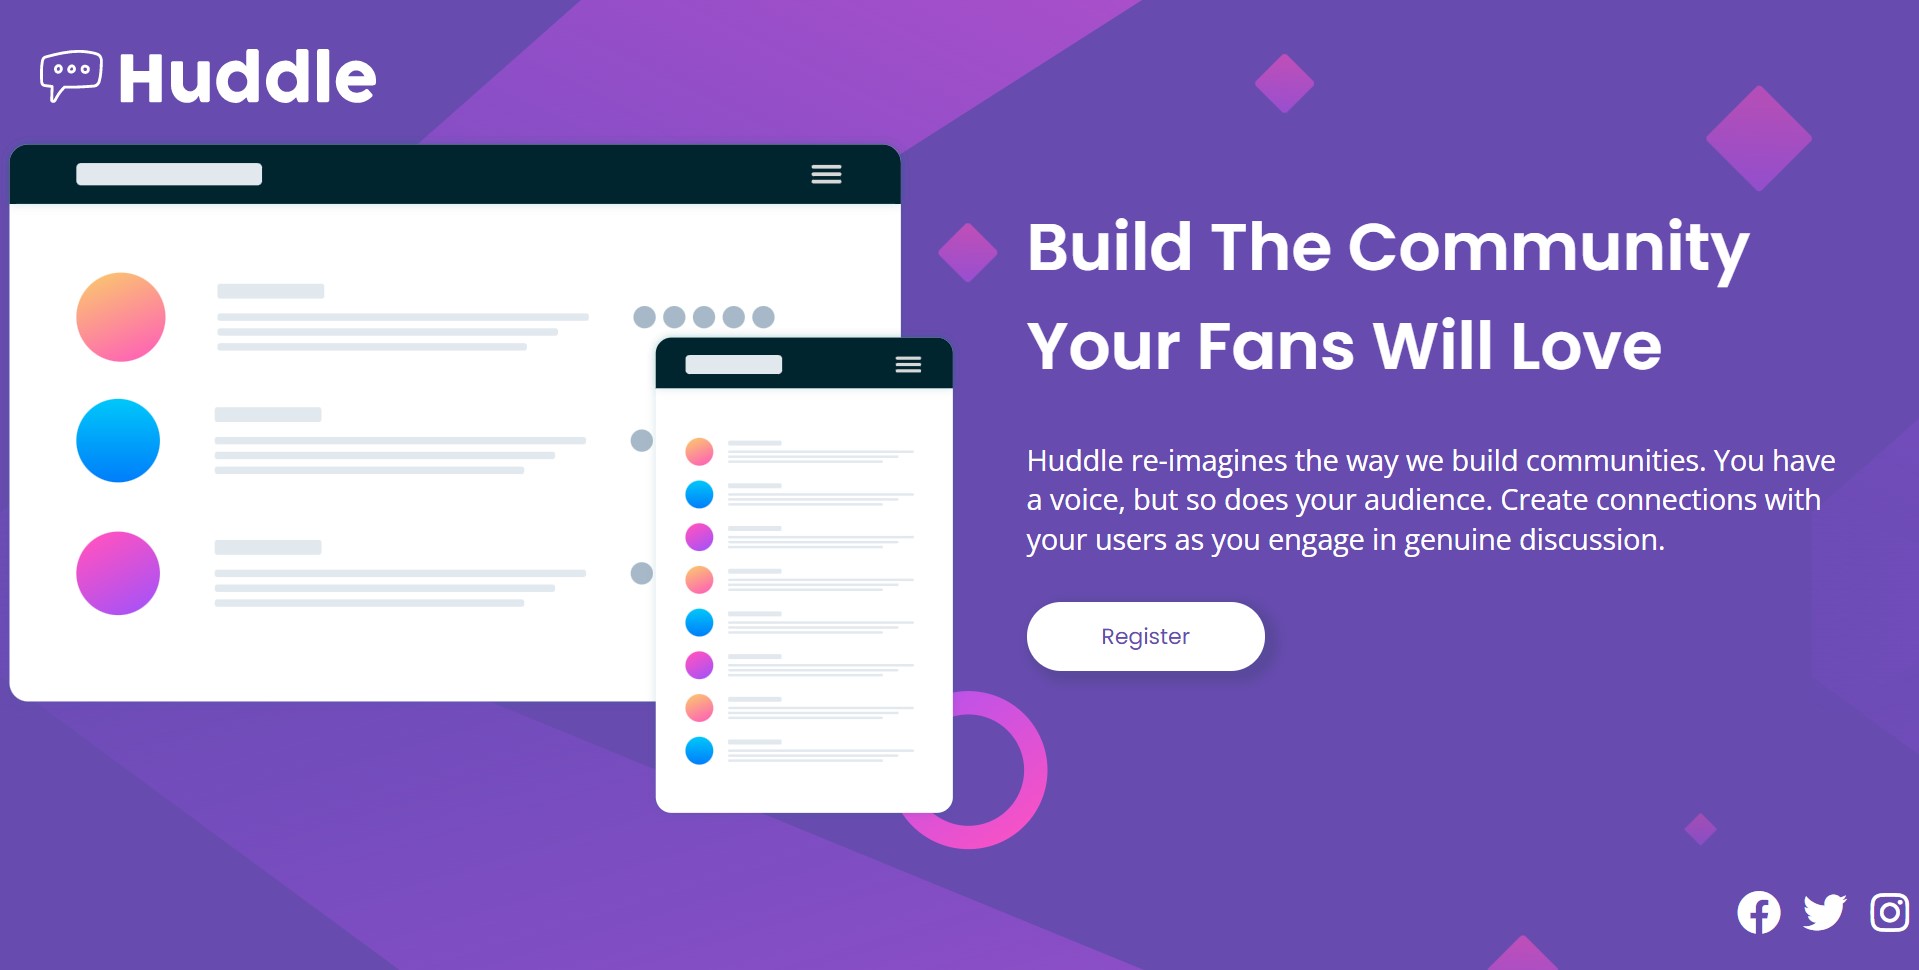 Huddle
Build The Community
Your Fans Will Love
Huddle re-imagines the way we build communities. You have
a voice, but so does your audience. Create connections with
your users as you engage in genuine discussion.
Register